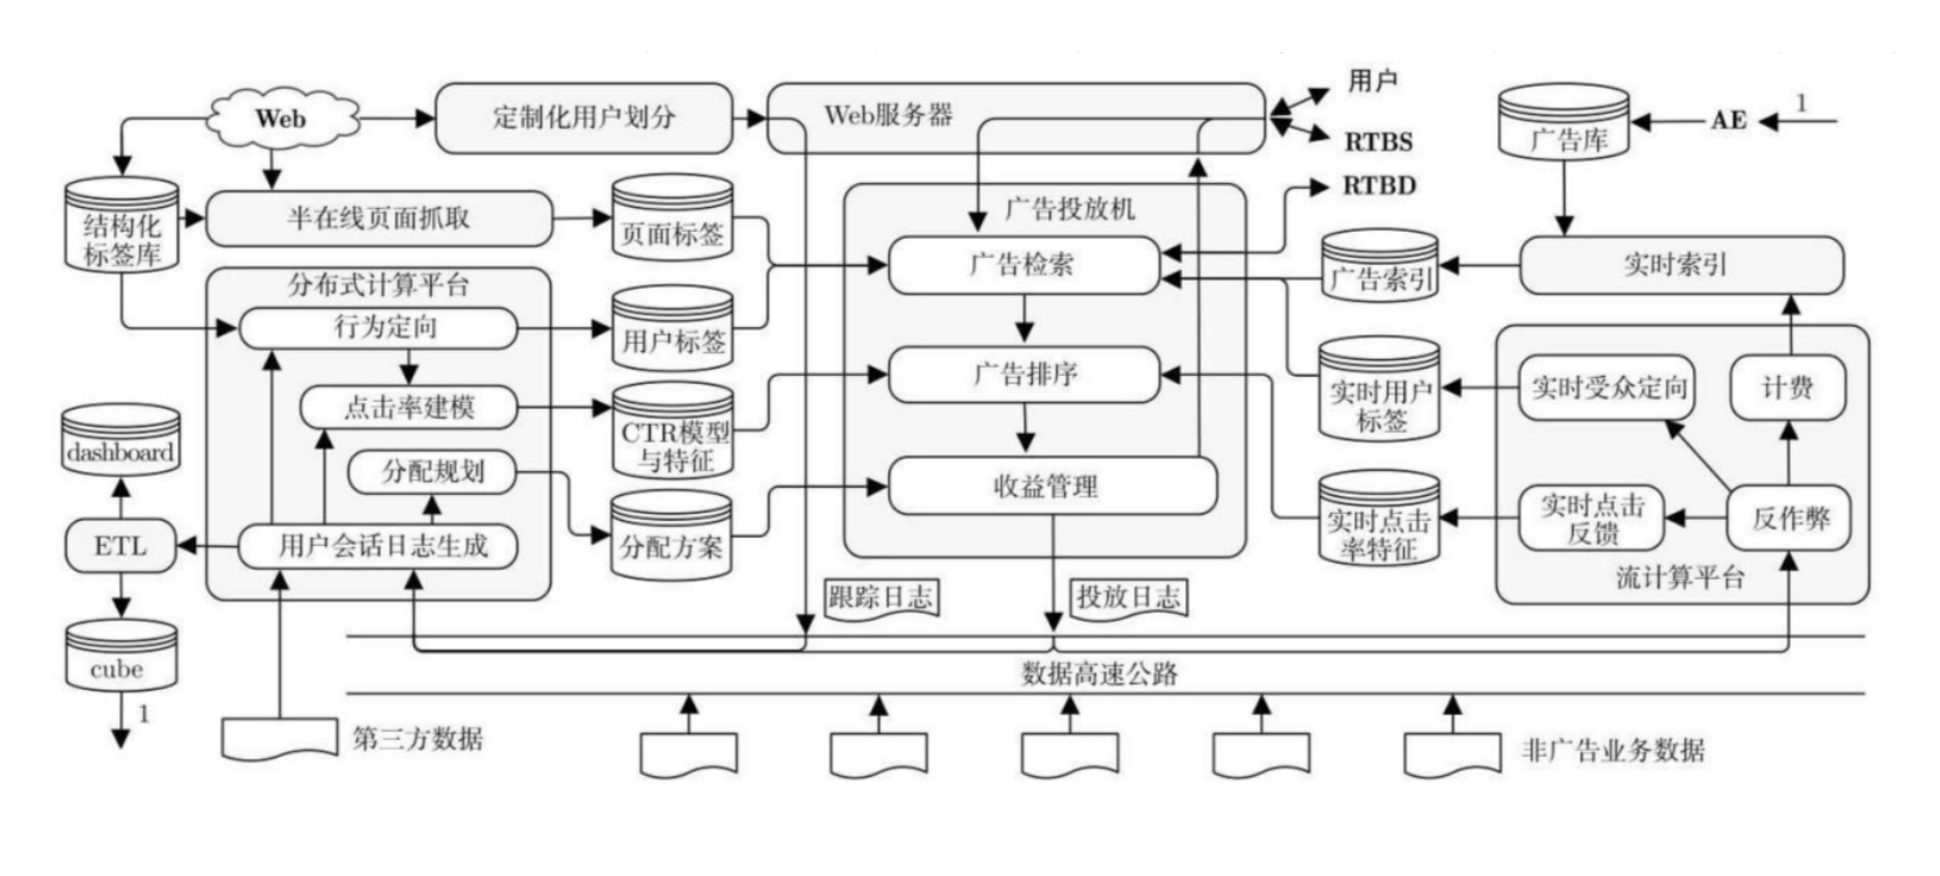 用户
Web
定制化用户划分
Web服务器
RTBS
广告库
AE
1
RTBD
结构化
标签库
半在线页面抓取
页面标签
广告投放机
广告检索
广告索引
实时索引
分布式计算平台
行为定向
用户标签
广告排序
实时用户
标签
实时受众定向
计费
点击率建模
CTR模型
与特征
dashboard
分配规划
收益管理
实时点击
率特征
实时点击
反馈
反作弊
ETL
用户会话日志生成
分配方案
流计算平台
跟踪日志
投放日志
cube
数据高速公路
1
第三方数据
非广告业务数据